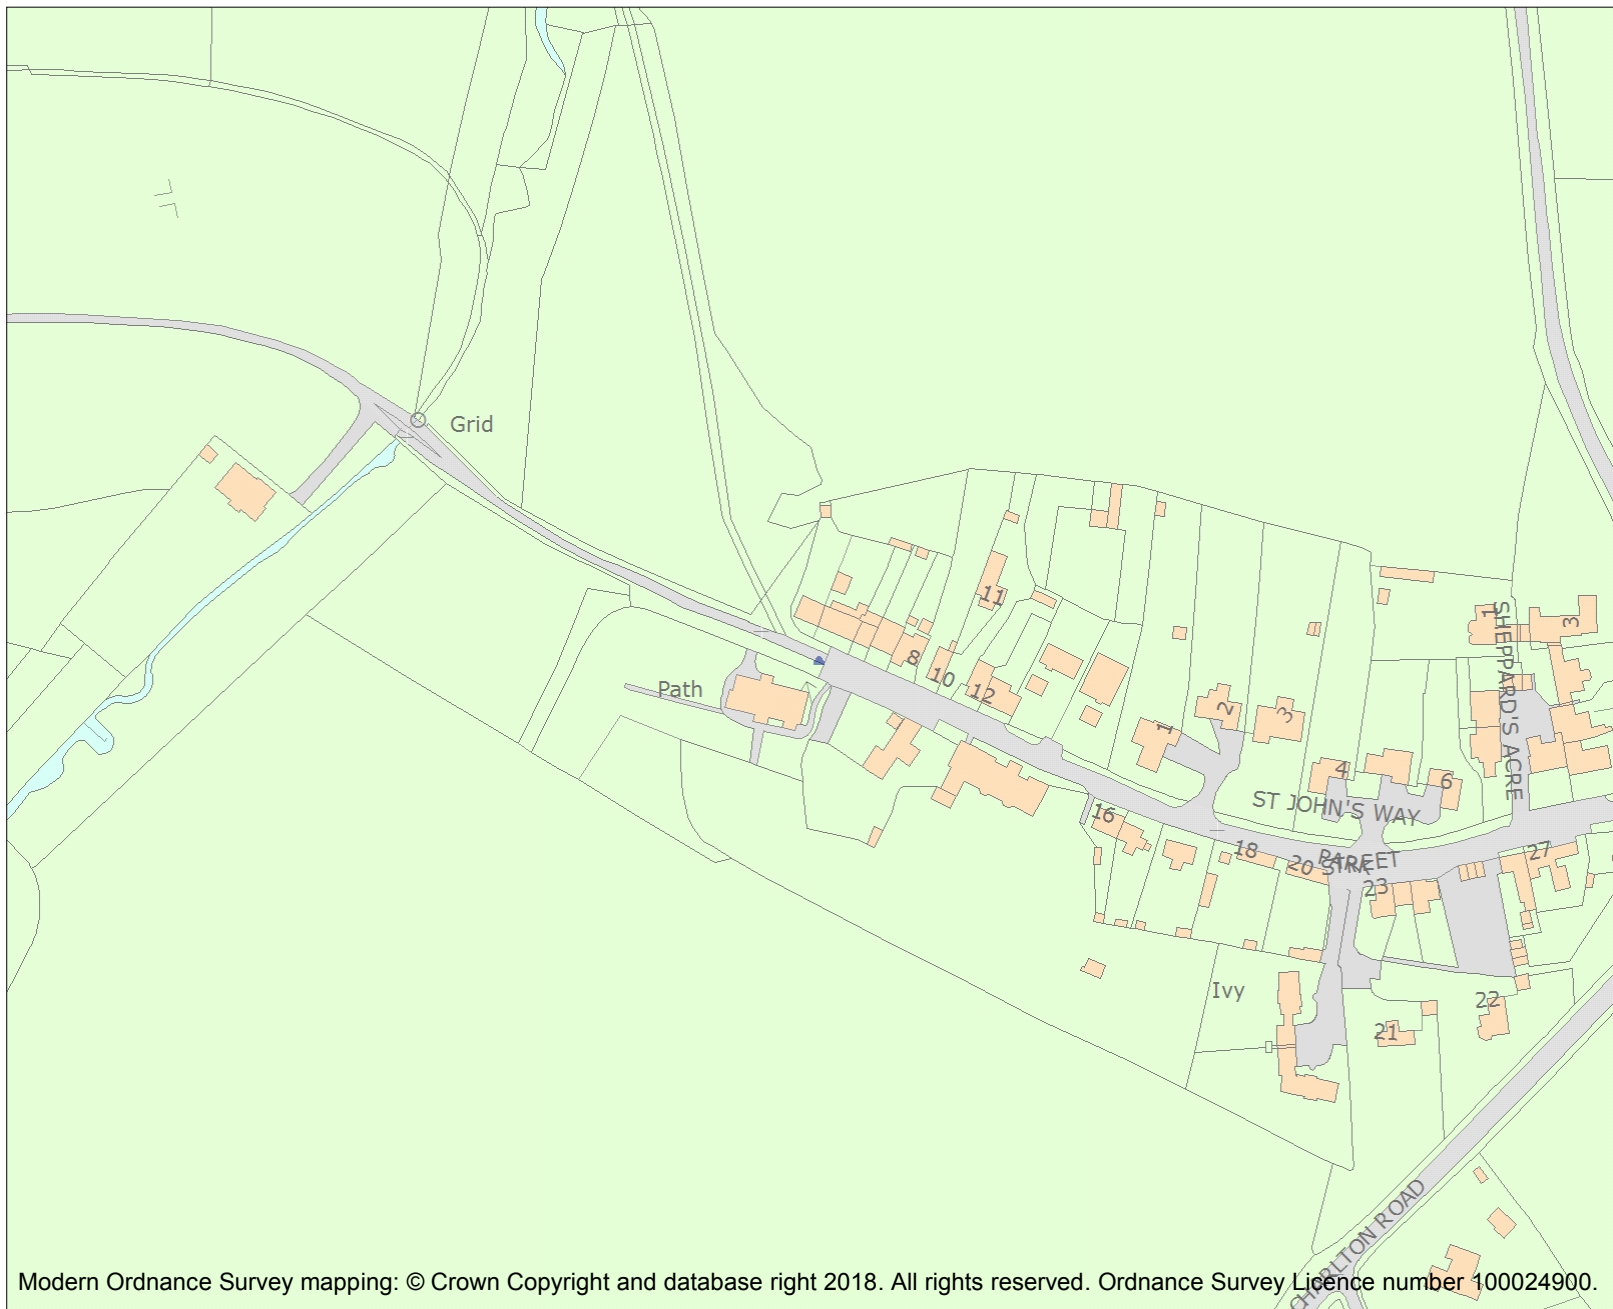 Grid
11
Path
8
10
12
1
2
3
4
6
ST JOHN'S WAY
1
SHEPPARD'S ACRE
3
16
18
20
PARK
STREET
23
27
Ivy
21
22
CHARLTON ROAD
Modern Ordnance Survey mapping: © Crown Copyright and database right 2018. All rights reserved. Ordnance Survey Licence number 100024900.